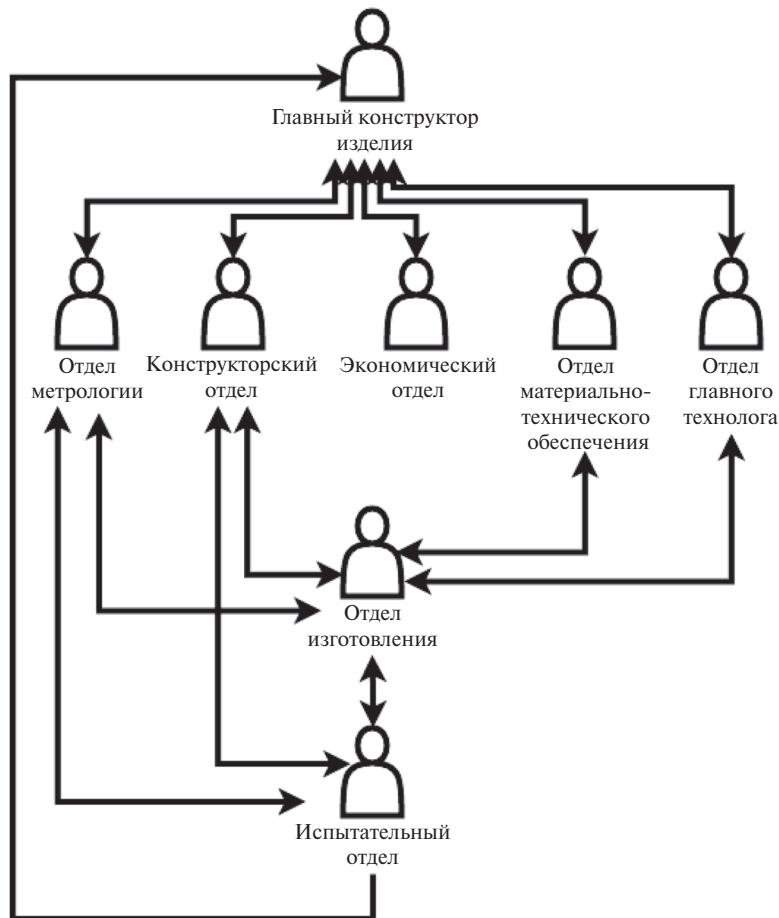 Главный конструктор
изделия
Отдел
метрологии
Конструкторский
отдел
Экономический
отдел
Отдел
материально-
технического
обеспечения
Отдел
главного
технолога
Отдел
изготовления
Испытательный
отдел